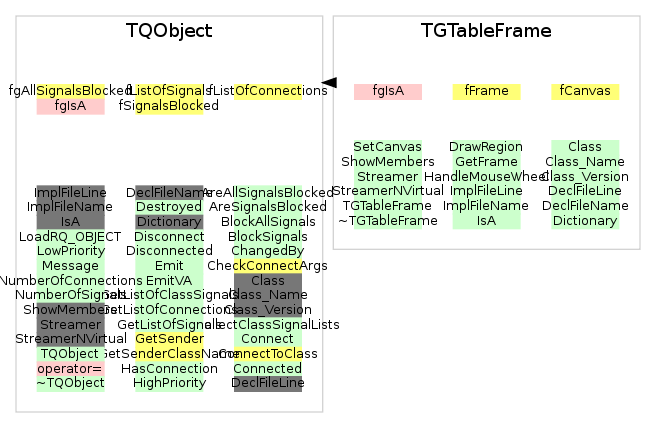 TQObject
fgAllSignalsBlocked fListOfSignals fListOfConnections
fgIsA fSignalsBlocked
ImplFileLine DeclFileName AreAllSignalsBlocked
ImplFileName Destroyed AreSignalsBlocked
IsA Dictionary BlockAllSignals
LoadRQ_OBJECT Disconnect BlockSignals
LowPriority Disconnected ChangedBy
Message Emit CheckConnectArgs
NumberOfConnections EmitVA Class
NumberOfSignals GetListOfClassSignals Class_Name
ShowMembers GetListOfConnections Class_Version
Streamer GetListOfSignals CollectClassSignalLists
StreamerNVirtual GetSender Connect
TQObject GetSenderClassName ConnectToClass
operator= HasConnection Connected
~TQObject HighPriority DeclFileLine
TGTableFrame
fgIsA fFrame fCanvas
SetCanvas DrawRegion Class
ShowMembers GetFrame Class_Name
Streamer HandleMouseWheel Class_Version
StreamerNVirtual ImplFileLine DeclFileLine
TGTableFrame ImplFileName DeclFileName
~TGTableFrame IsA Dictionary